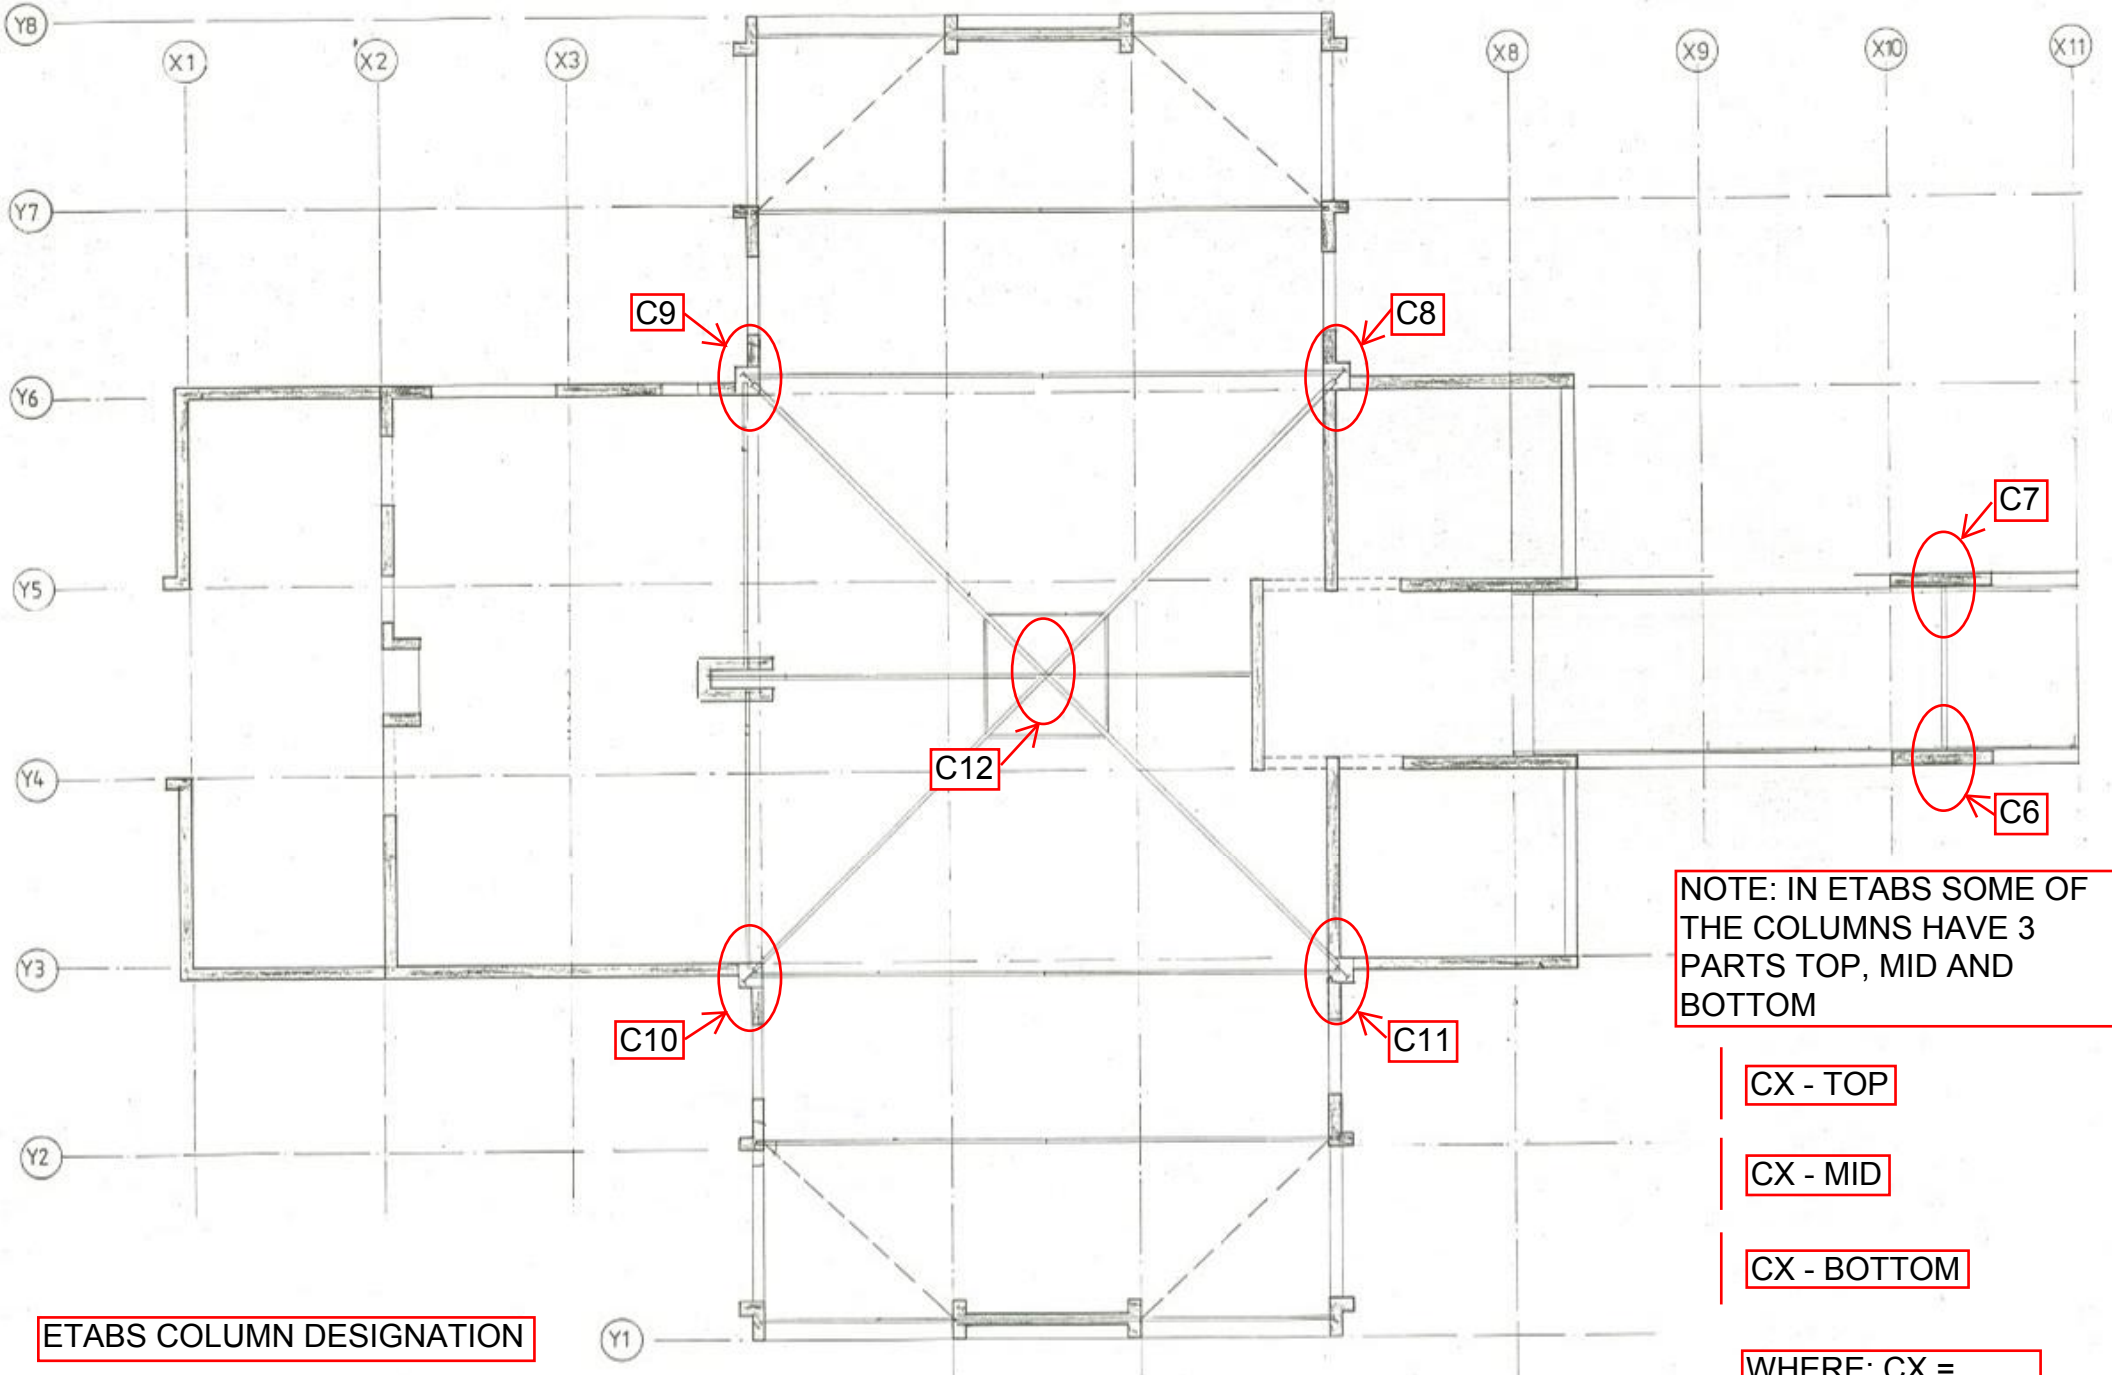 Y8
X1
X2
X3
X8
X9
X10
X11
Y7
C9
C8
Y6
C7
Y5
C12
Y4
C6
NOTE: IN ETABS SOME OF
THE COLUMNS HAVE 3
PARTS TOP, MID AND
BOTTOM
Y3
C10
C11
CX - TOP
Y2
CX - MID
CX - BOTTOM
ETABS COLUMN DESIGNATION
Y1
WHERE: CX =